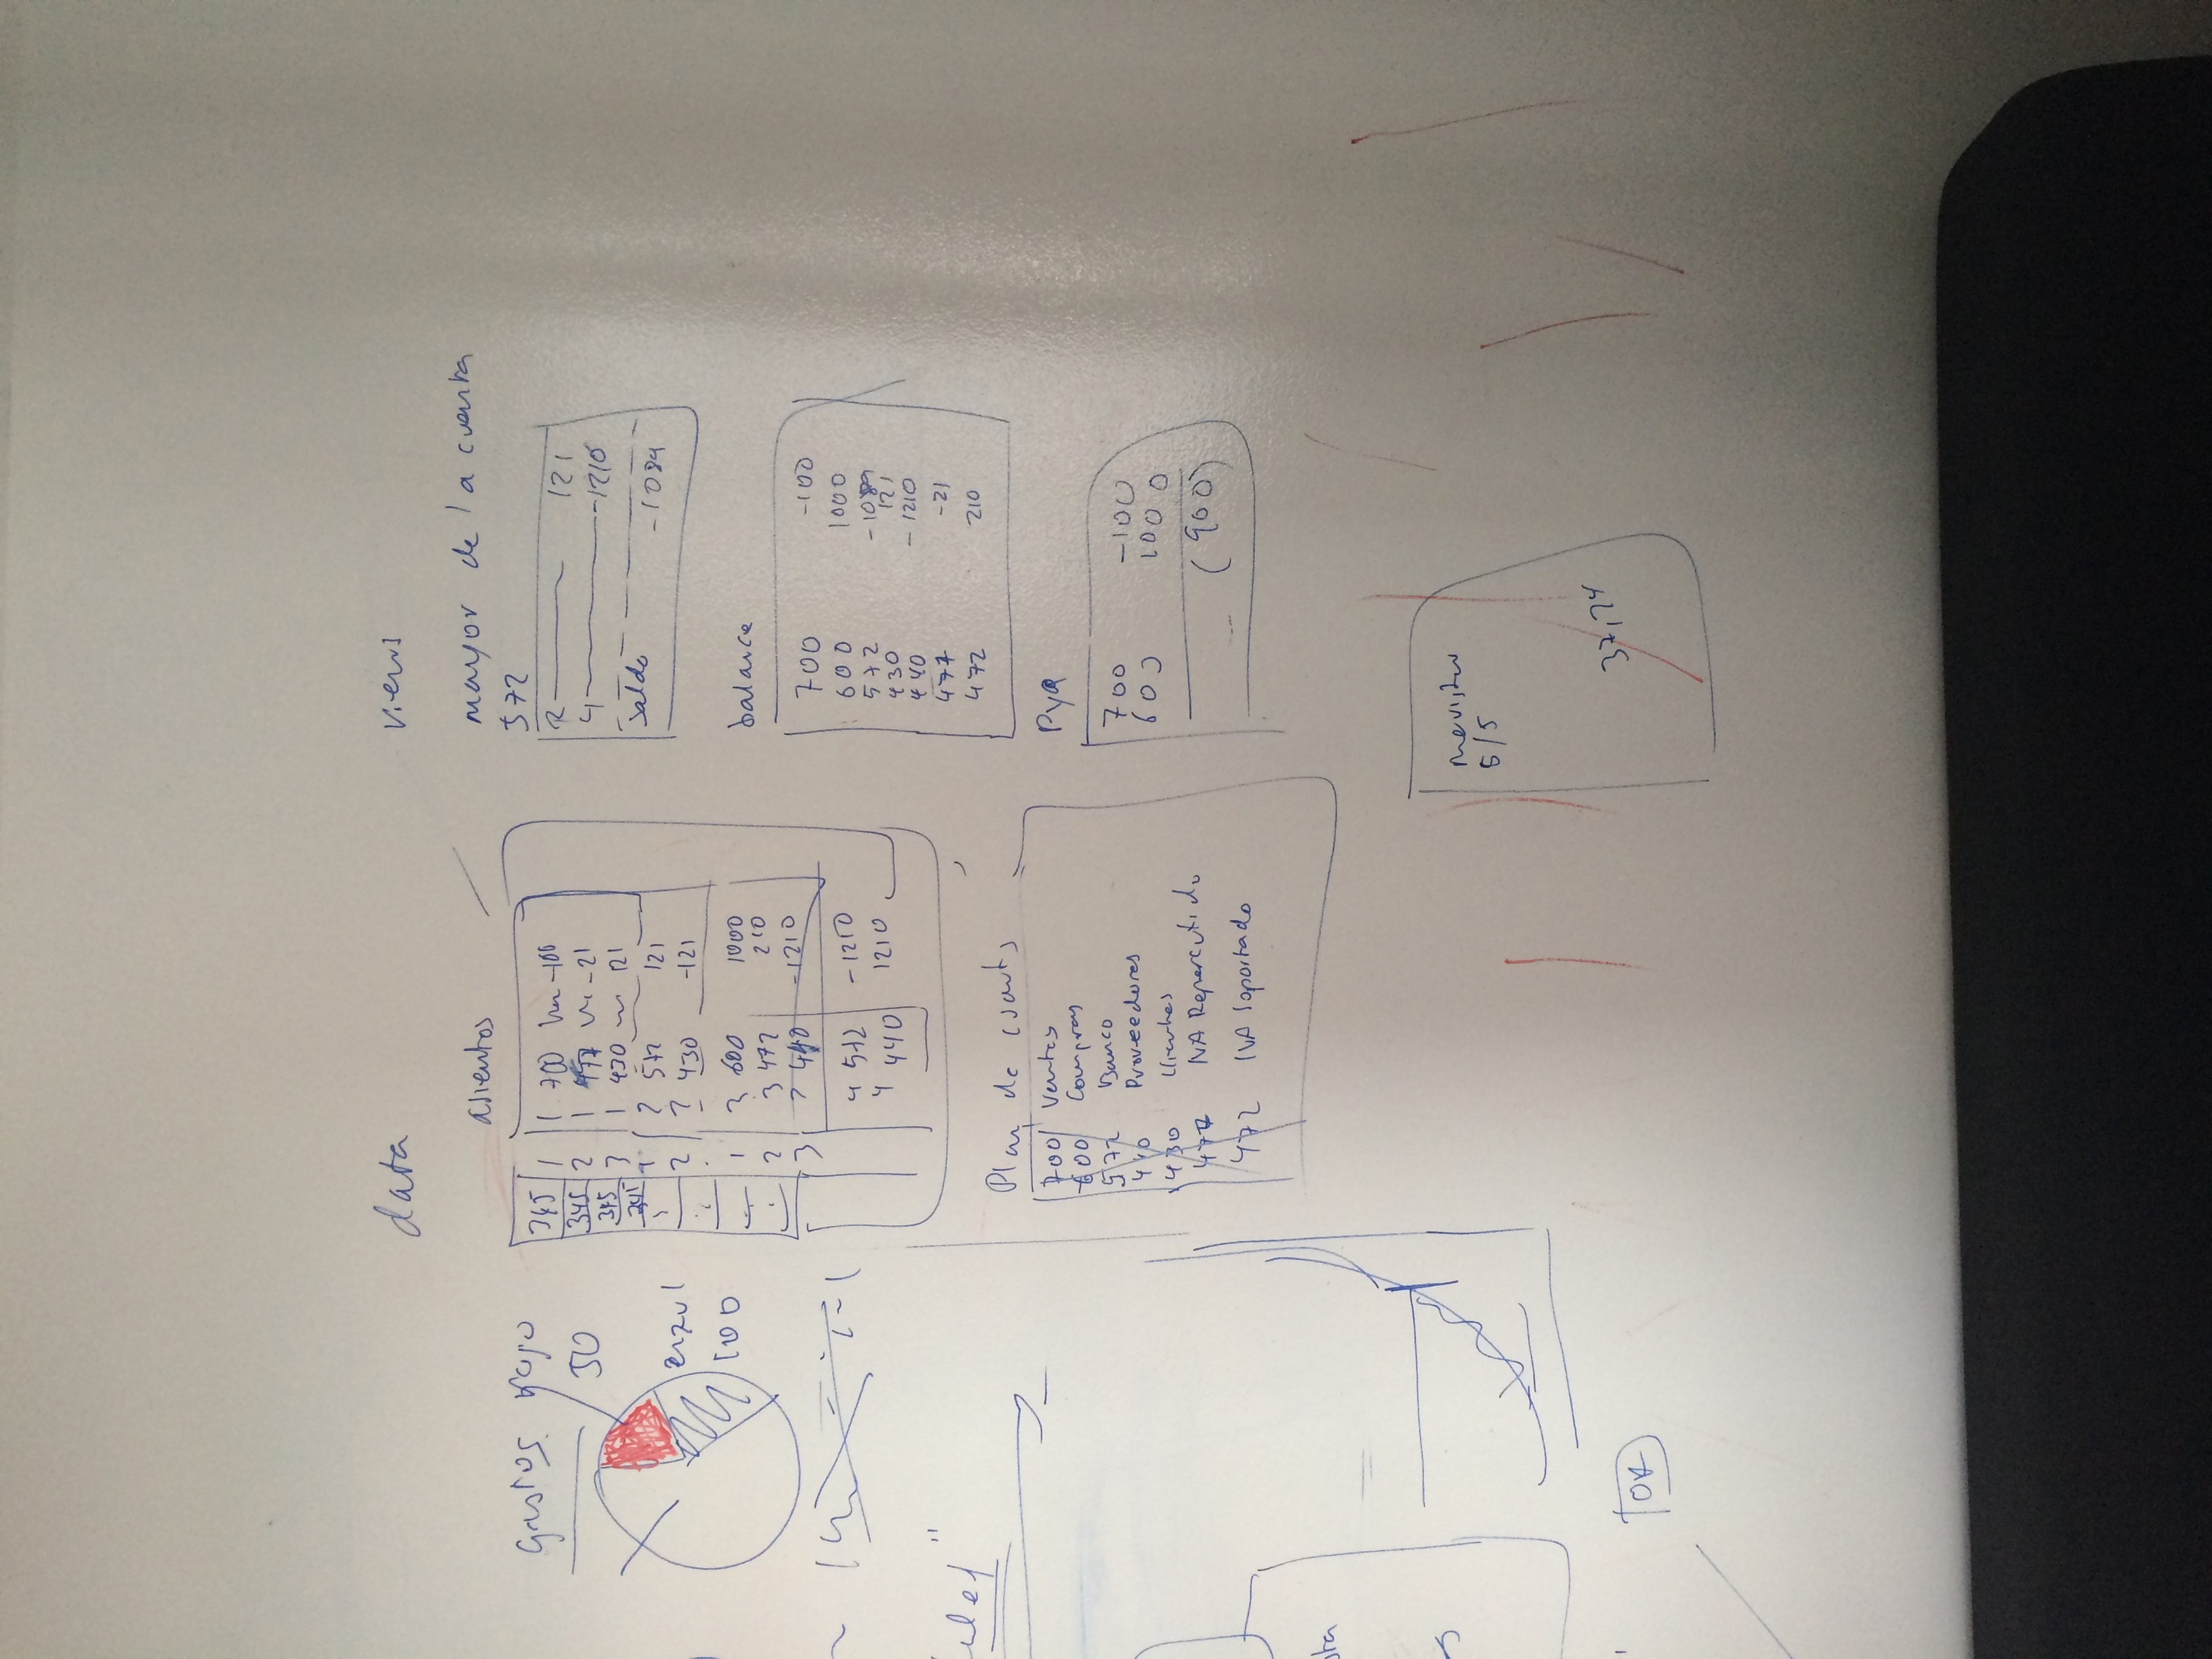 data
asientos
345 1 1 700 -100
345 2 1 477 -21
345 3 1 430 121
345 1 2 572 121
2 2 430 -121
1 3 600 1000
2 3 472 210
3 3 440 -1210
4 572 -1210
4 440 1210
Plan de cuentas
700 Ventas
600 Compras
572 Banco
440 Proveedores
430 Clientes
477 IVA Repercutido
472 IVA Soportado
views
mayor de la cuenta
572
2 121
4 -1210
Saldo -1089
balance
700 -100
600 1000
572 -1089
430 121
440 -1210
477 -21
472 210
PyG
700 -100
600 1000
(900)
movistar
5/5
37,24
Gastos rojo
50
azul
100
OK